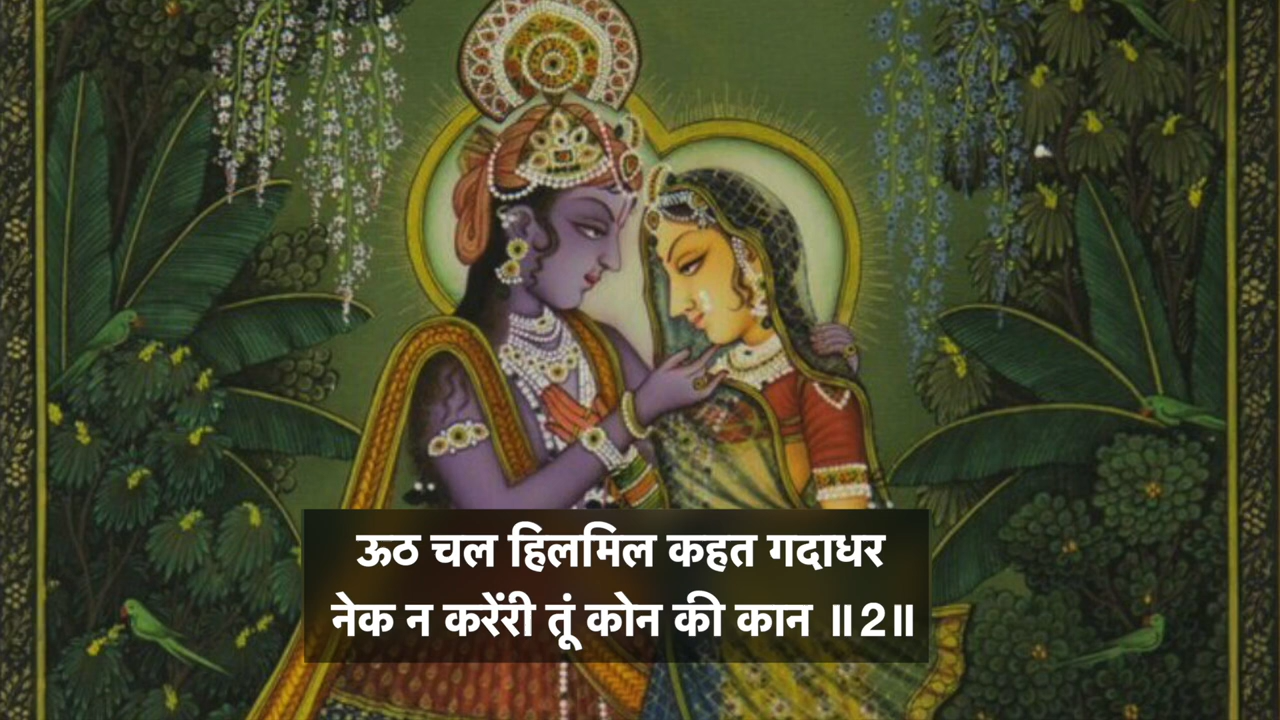 ऊठ चल हिलमिल कहत गदाधर
नेक न करेंरी तूं कोन की कान ॥2॥